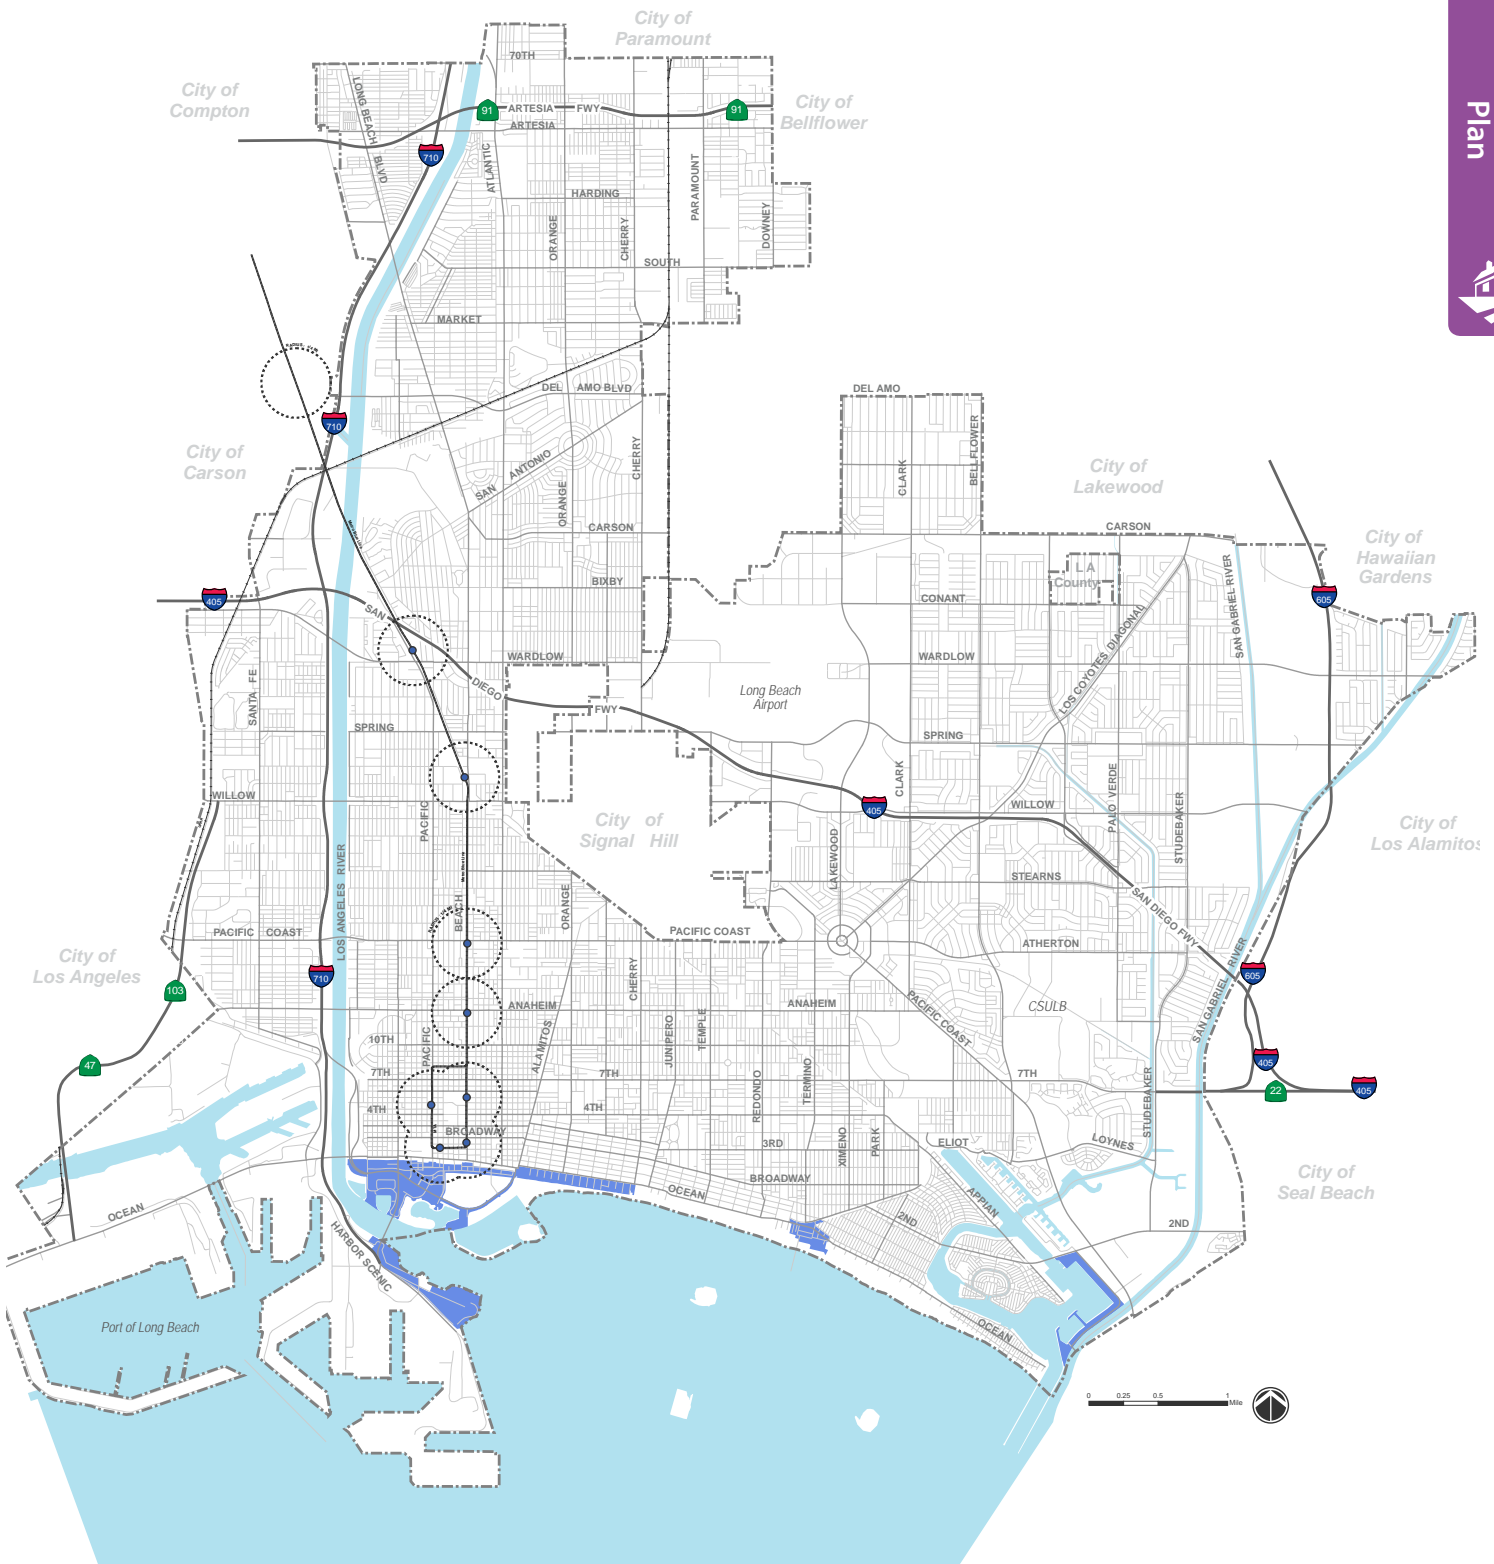 City of
Paramount
Plan
70TH
City of
Compton
LONG BEACH
BLVD
City of
Bellflower
91
ARTESIA FWY
91
ARTESIA
710
ATLANTIC
HARDING
PARAMOUNT
ORANGE
CHERRY
DOWNEY
SOUTH
MARKET
DEL AMO BLVD
DEL AMO
710
City of
Carson
SAN ANTONIO
CHERRY
ORANGE
CLARK
BELLFLOWER
City of
Lakewood
CARSON
CARSON
City of
Hawaiian
Gardens
BIXBY
L A
County
405
CONANT
605
SAN GABRIEL RIVER
SAN DIEGO FWY
LOS COYOTES DIAGONAL
WARDLOW
WARDLOW
SANTA FE
Long Beach
Airport
SPRING
SPRING
WILLOW
PACIFIC
CLARK
WILLOW
PALO VERDE
STUDEBAKER
405
City of
Signal Hill
City of
Los Alamitos
LAKEWOOD
LOS ANGELES RIVER
BEACH
ORANGE
STEARNS
SAN DIEGO FWY
PACIFIC COAST
PACIFIC COAST
ATHERTON
City of
Los Angeles
710
605
CHERRY
103
ANAHEIM
ANAHEIM
PACIFIC COAST
CSULB
SAN GABRIEL RIVER
10TH
PACIFIC
ALAMITOS
JUNIPERO
TEMPLE
47
7TH
7TH
7TH
405
REDONDO
TERMINO
22
405
4TH
4TH
STUDEBAKER
BROADWAY
3RD
XIMENO
PARK
ELIOT
LOYNES
BROADWAY
City of
Seal Beach
OCEAN
OCEAN
APPIAN
2ND
2ND
HARBOR SCENIC
Port of Long Beach
OCEAN
0 0.25 0.5 1
Mile